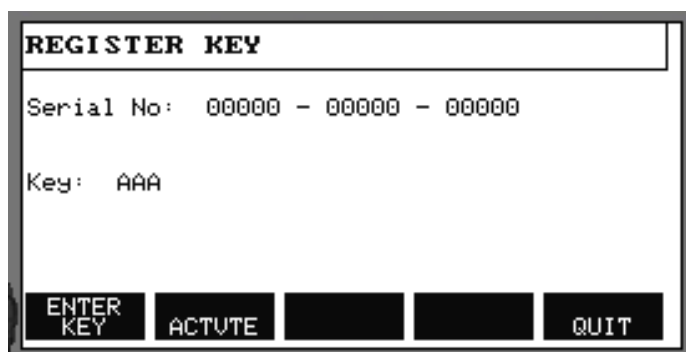 REGISTER KEY
Serial No: 00000 - 00000 - 00000
Key: AAA
ENTER KEY
ACTVTE
QUIT